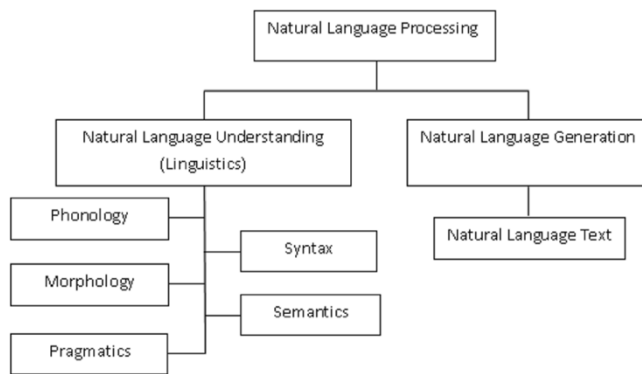 Natural Language Processing
Natural Language Understanding
(Linguistics)
Natural Language Generation
Phonology
Natural Language Text
Syntax
Morphology
Semantics
Pragmatics